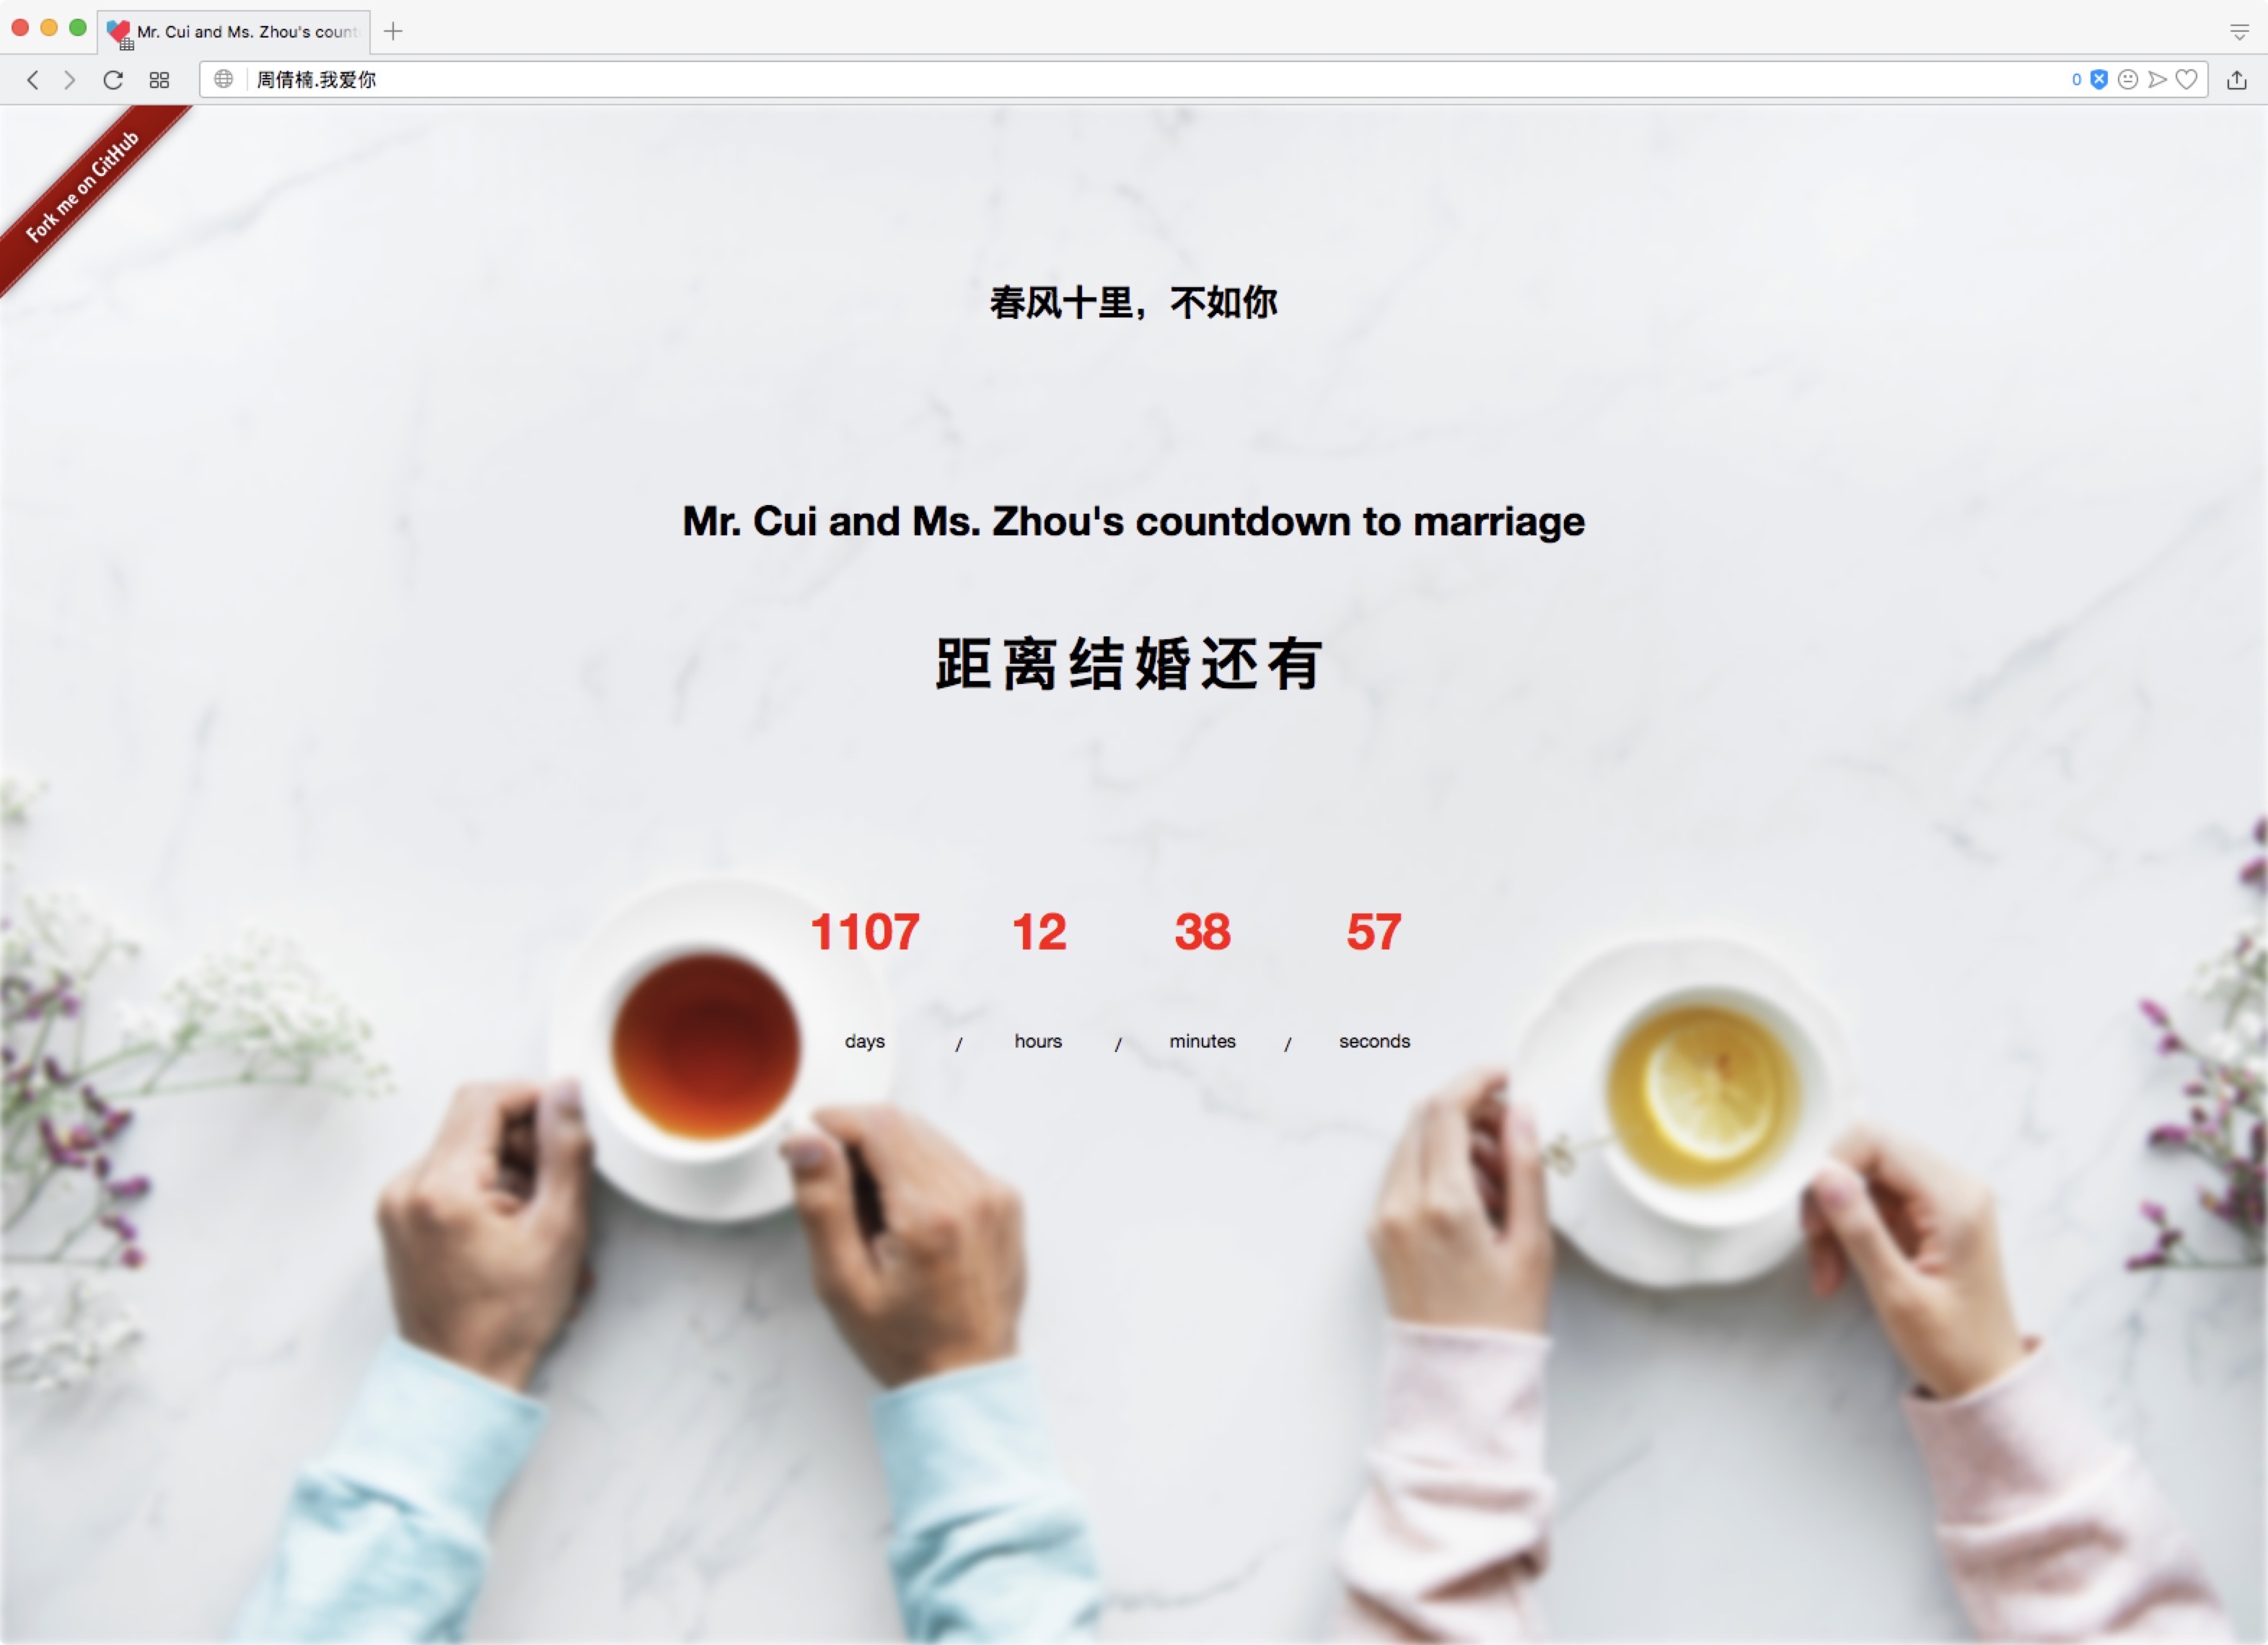 Mr. Cui and Ms. Zhou's count
周倩楠.我爱你
0
Fork me on GitHub
春风十里，不如你
Mr. Cui and Ms. Zhou's countdown to marriage
距离结婚还有
1107 12 38 57
days / hours / minutes / seconds